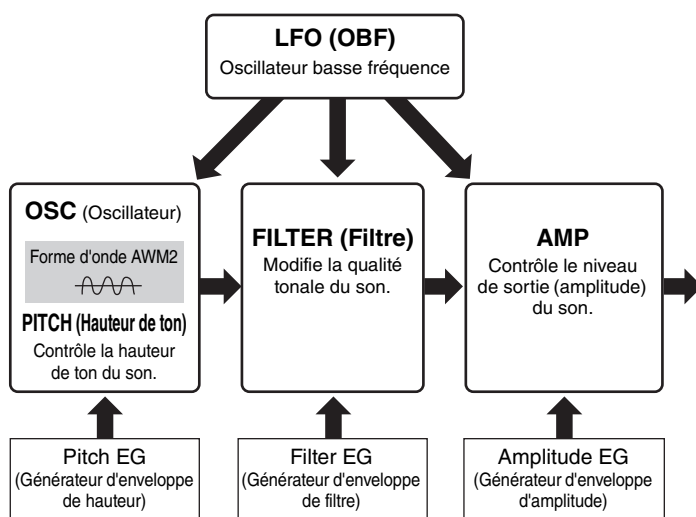 LFO (OBF)
Oscillateur basse fréquence
OSC (Oscillateur)
Forme d'onde AWM2
PITCH (Hauteur de ton)
Contrôle la hauteur
de ton du son.
FILTER (Filtre)
Modifie la qualité
tonale du son.
AMP
Contrôle le niveau
de sortie (amplitude)
du son.
Pitch EG
(Générateur d'enveloppe
de hauteur)
Filter EG
(Générateur d'enveloppe
de filtre)
Amplitude EG
(Générateur d'enveloppe
d'amplitude)